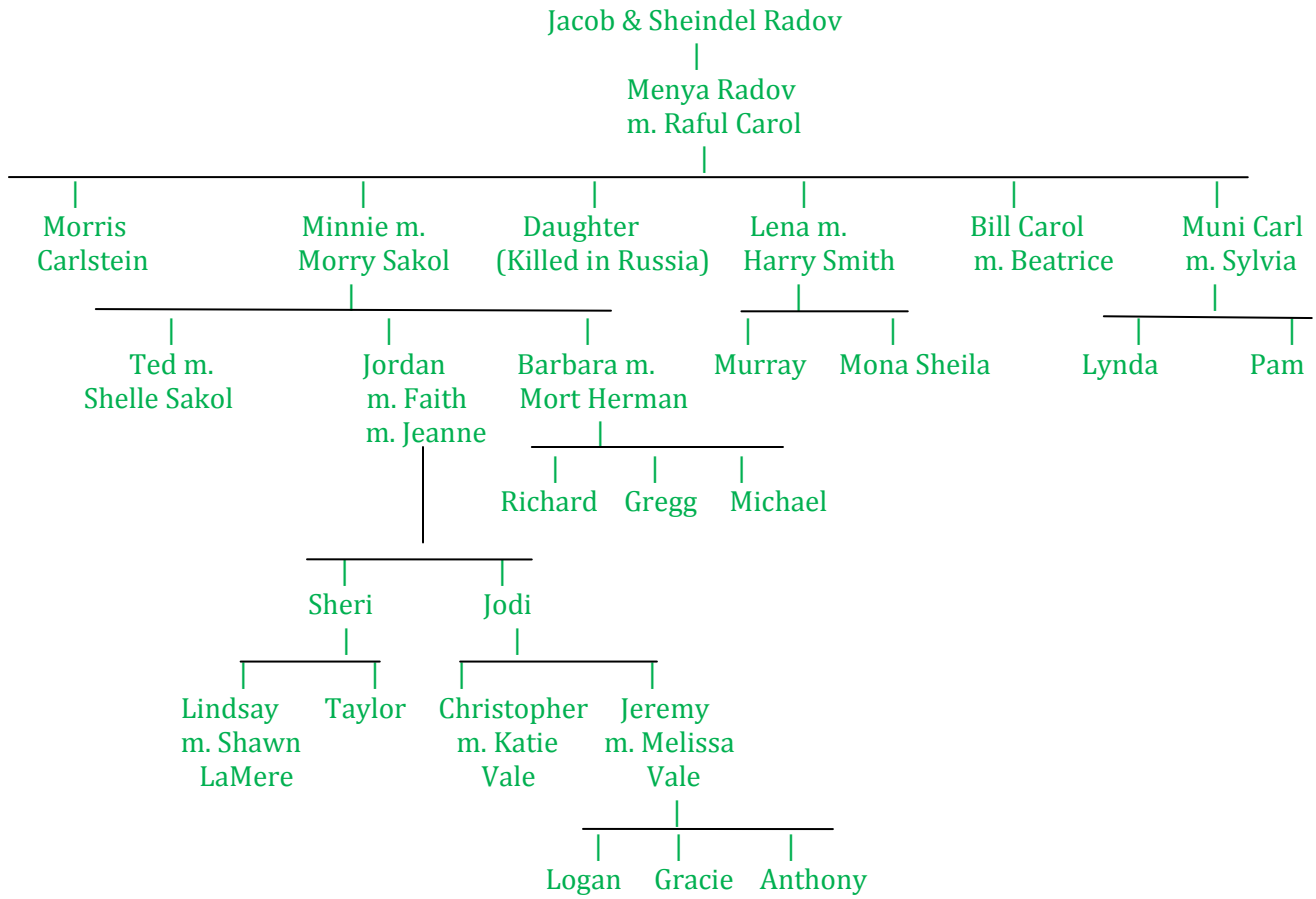 Jacob & Sheindel Radov
Menya Radov
m. Raful Carol
Morris
Carlstein
Minnie m.
Morry Sakol
Daughter
(Killed in Russia)
Lena m.
Harry Smith
Bill Carol
m. Beatrice
Muni Carl
m. Sylvia
Ted m.
Shelle Sakol
Jordan
m. Faith
m. Jeanne
Barbara m.
Mort Herman
Murray
Mona Sheila
Lynda
Pam
Richard
Gregg
Michael
Sheri
Jodi
Lindsay
m. Shawn
LaMere
Taylor
Christopher
m. Katie
Vale
Jeremy
m. Melissa
Vale
Logan
Gracie
Anthony